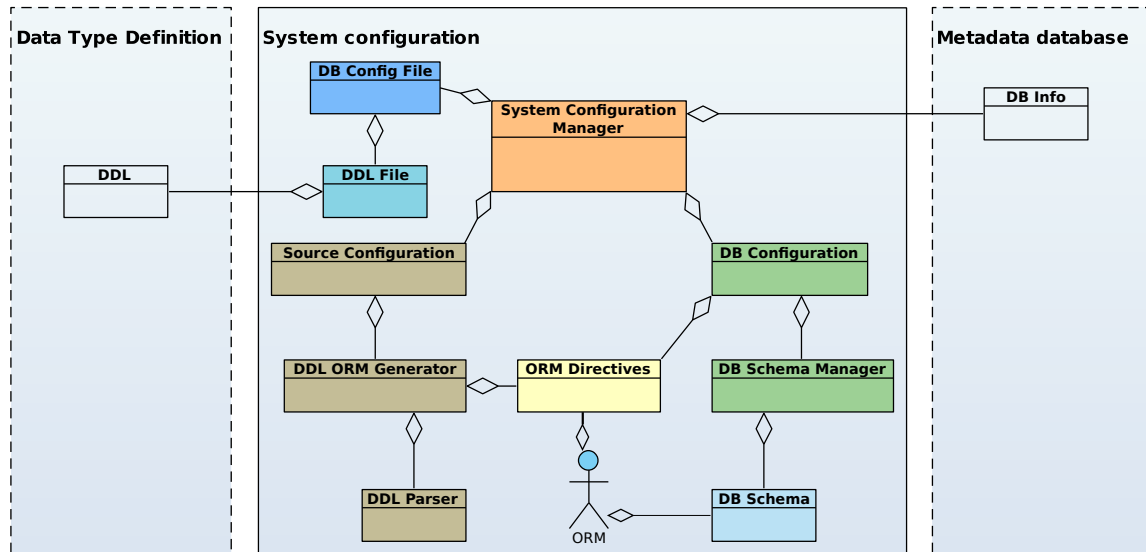 Data Type Definition
System configuration
Metadata database
DB Config File
System Configuration
Manager
DB Info
DDL
DDL File
Source Configuration
DB Configuration
DDL ORM Generator
ORM Directives
DB Schema Manager
DDL Parser
DB Schema
ORM